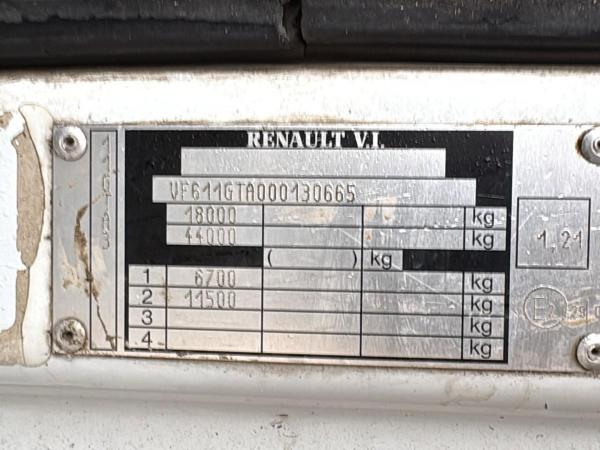 RENAULT V.I.
VF611GTA000130665
18000 kg
44000 kg
( ) kg
1 6700 kg
2 11500 kg
3 kg
4 kg
1,21
11GTA3